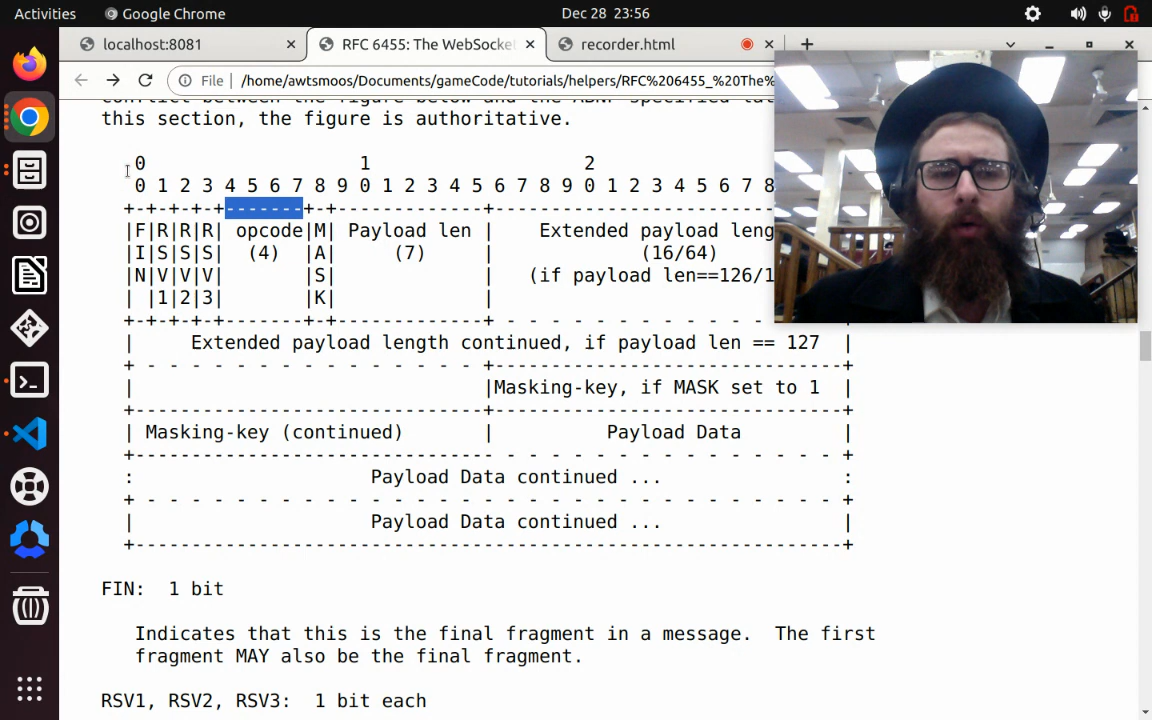 Activities
Google Chrome
Dec 28 23:56
localhost:8081
RFC 6455: The WebSocke
recorder.html
File
/home/awtsmoos/Documents/gameCode/tutorials/helpers/RFC%206455_%20The%
this section, the figure is authoritative.
0 1 2
0 1 2 3 4 5 6 7 8 9 0 1 2 3 4 5 6 7 8 9 0 1 2 3 4 5 6 7 8
+-+-+-+-+-------+-+-------------+-------------------------------
|F|R|R|R| opcode|M| Payload len |    Extended payload leng
|I|S|S|S|  (4)  |A|     (7)     |             (16/64)
|N|V|V|V|       |S|             |   (if payload len==126/1
| |1|2|3|       |K|             |
+-+-+-+-+-------+-+-------------+ - - - - - - - - - - - - - - - +
|     Extended payload length continued, if payload len == 127  |
+ - - - - - - - - - - - - - - - +-------------------------------+
|                               |Masking-key, if MASK set to 1  |
+-------------------------------+-------------------------------+
| Masking-key (continued)       |          Payload Data         |
+-------------------------------- - - - - - - - - - - - - - - - +
:                     Payload Data continued ...                :
+ - - - - - - - - - - - - - - - - - - - - - - - - - - - - - - - +
|                     Payload Data continued ...                |
+---------------------------------------------------------------+
FIN:  1 bit
Indicates that this is the final fragment in a message.  The first
fragment MAY also be the final fragment.
RSV1, RSV2, RSV3:  1 bit each